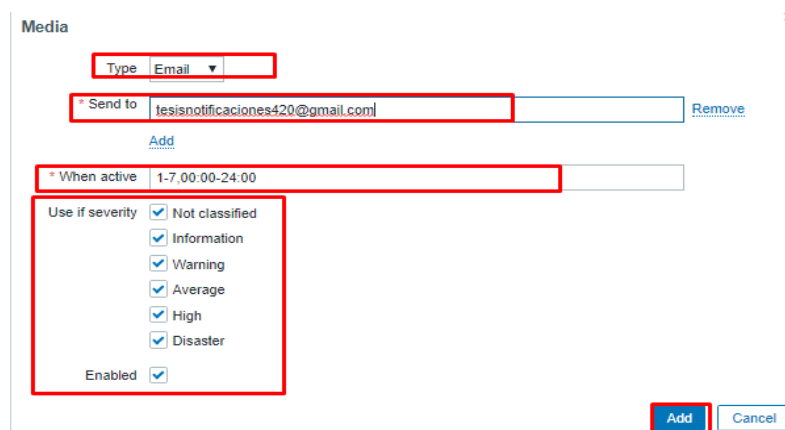 Media
Type Email ▼
* Send to tesisnotificaciones420@gmail.com Remove
Add
* When active 1-7,00:00-24:00
Use if severity Not classified
Information
Warning
Average
High
Disaster
Enabled
Add Cancel